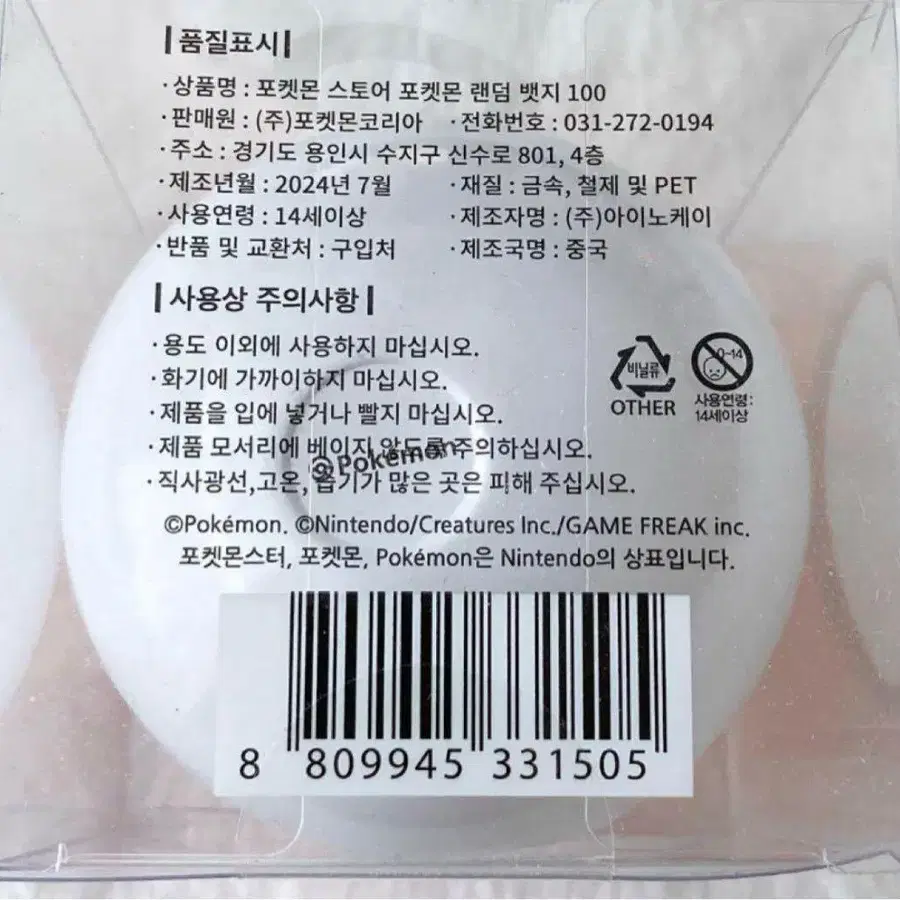 |품질표시|
·상품명 : 포켓몬 스토어 포켓몬 랜덤 뱃지 100
·판매원 : (주)포켓몬코리아 ·전화번호 : 031-272-0194
·주소 : 경기도 용인시 수지구 신수로 801, 4층
·제조년월 : 2024년 7월 ·재질 : 금속, 철제 및 PET
·사용연령 : 14세이상 ·제조자명 : (주)아이노케이
·반품 및 교환처 : 구입처 ·제조국명 : 중국
|사용상 주의사항|
·용도 이외에 사용하지 마십시오.
·화기에 가까이하지 마십시오.
·제품을 입에 넣거나 빨지 마십시오.
·제품 모서리에 베이지 않도록 주의하십시오.
·직사광선,고온, 습기가 많은 곳은 피해 주십시오.
비닐류
OTHER
0-14
사용연령:
14세이상
@Pokémon
©Pokémon. ©Nintendo/Creatures Inc./GAME FREAK inc.
포켓몬스터, 포켓몬, Pokémon은 Nintendo의 상표입니다.
8 809945 331505